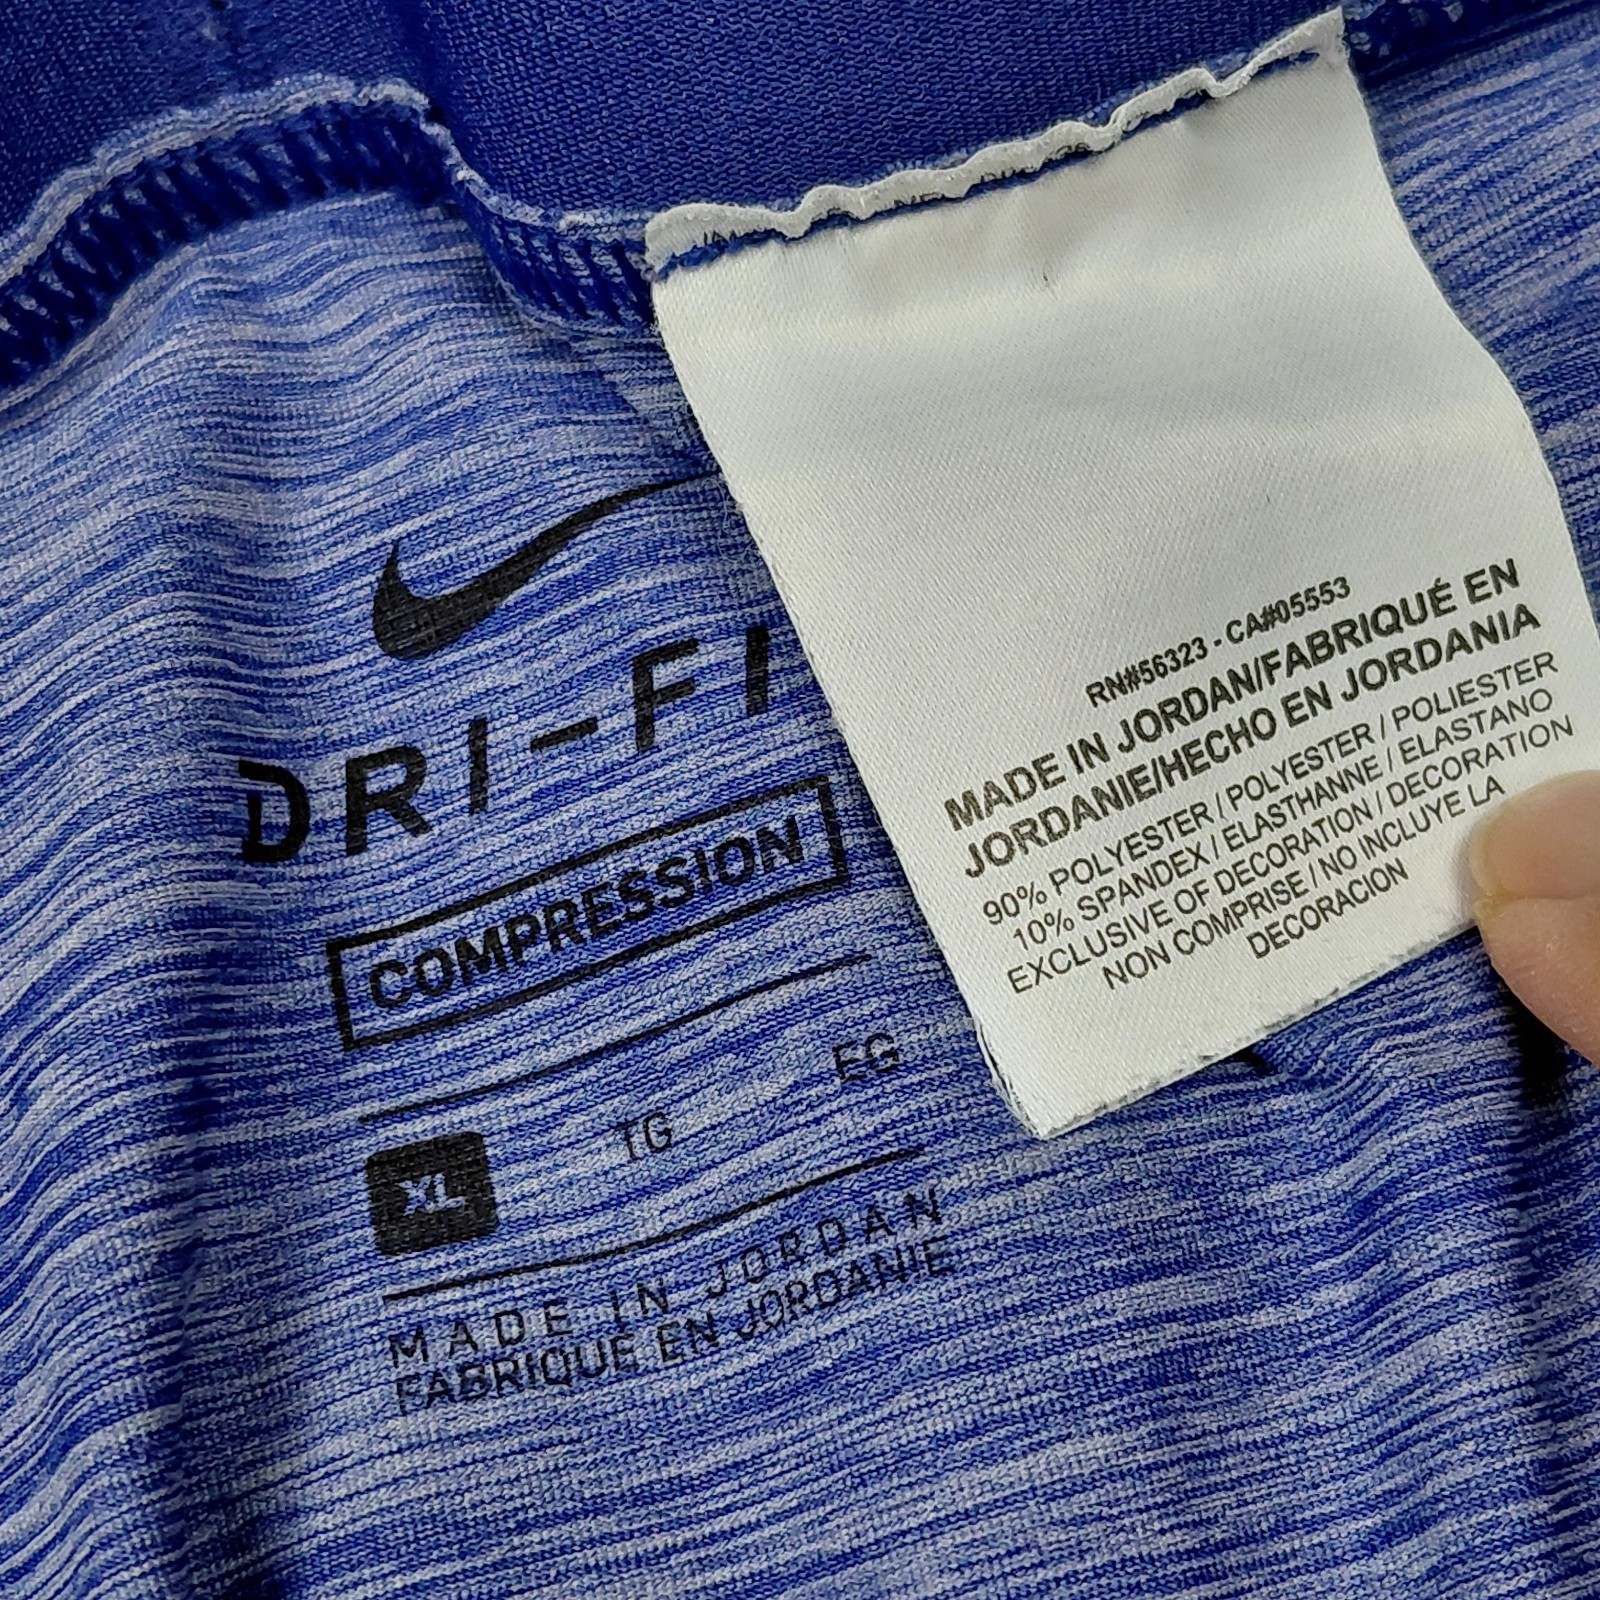 DRI-FI
COMPRESSION
XL TG EG
MADE IN JORDAN
FABRIQUE EN JORDANIE
RN#56323 - CA#05553
MADE IN JORDAN/FABRIQUÉ EN
JORDANIE/HECHO EN JORDANIA
90% POLYESTER / POLYESTER / POLIESTER
10% SPANDEX / ELASTHANNE / ELASTANO
EXCLUSIVE OF DECORATION / DECORATION
NON COMPRISE / NO INCLUYE LA
DECORACION